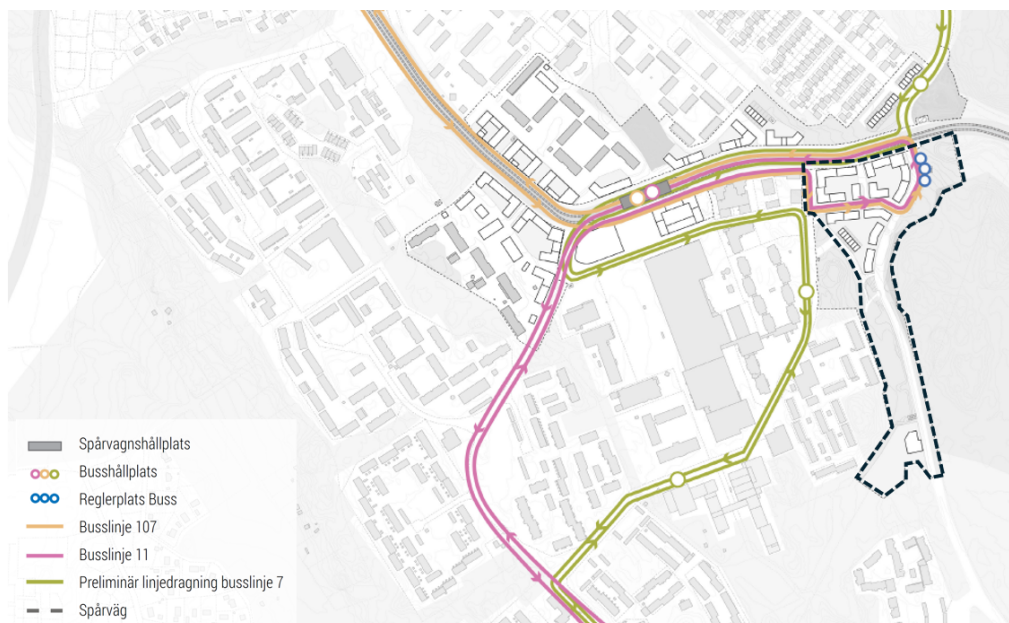 Spårvagnshållplats
Busshållplats
Reglerplats Buss
Busslinje 107
Busslinje 11
Preliminär linjedragning busslinje 7
Spårväg